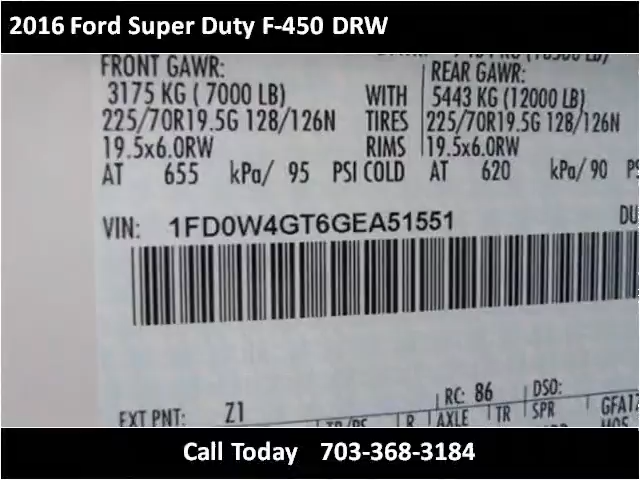 2016 Ford Super Duty F-450 DRW
FRONT GAWR: REAR GAWR:
3175 KG ( 7000 LB) WITH 5443 KG (12000 LB)
225/70R19.5G 128/126N TIRES 225/70R19.5G 128/126N
19.5x6.0RW RIMS 19.5x6.0RW
AT 655 kPa/ 95 PSI COLD AT 620 kPa/ 90
VIN: 1FD0W4GT6GEA51551
RC: 86 DSO:
EXT PNT: Z1 R AXLE TR SPR
Call Today 703-368-3184